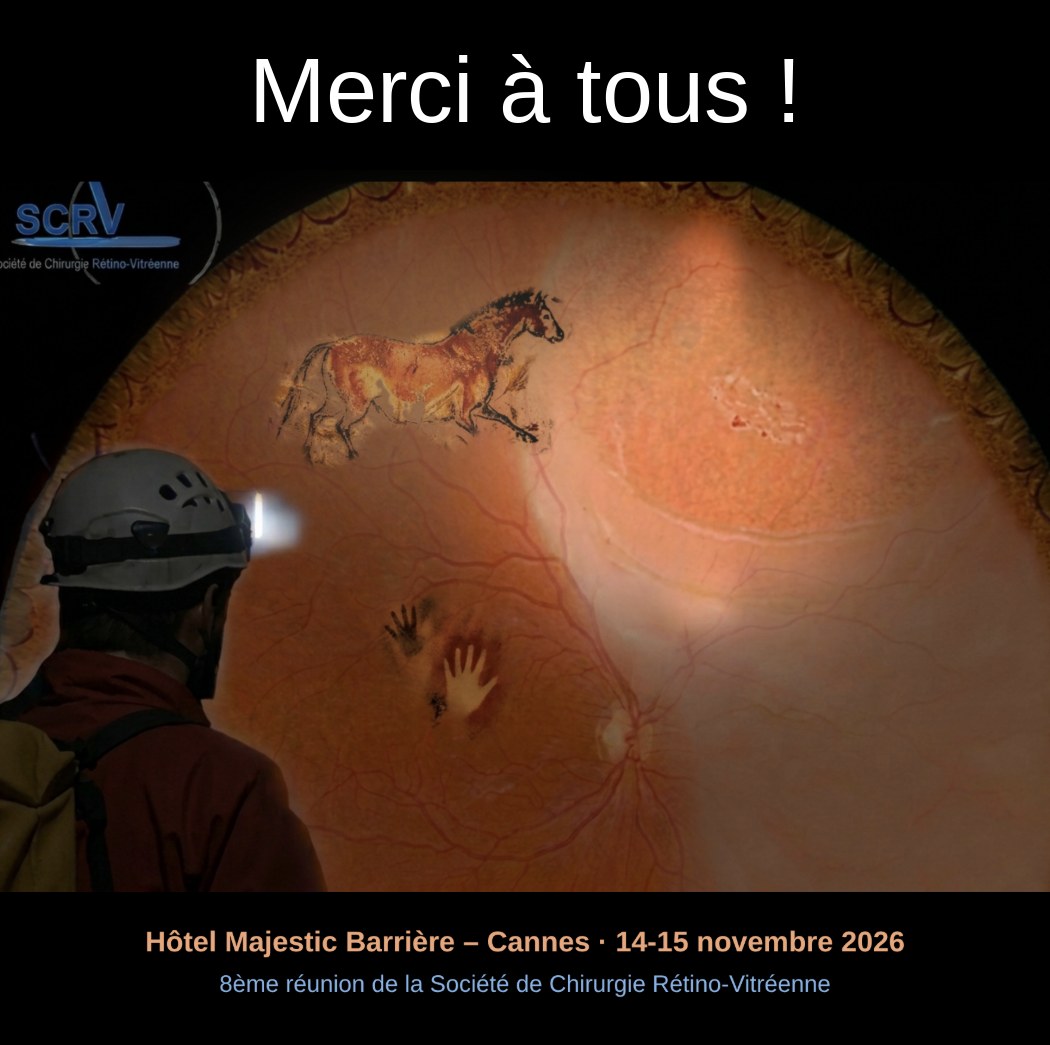 Merci à tous !
SCRV
ociété de Chirurgie Rétino-Vitréenne
Hôtel Majestic Barrière – Cannes · 14-15 novembre 2026
8ème réunion de la Société de Chirurgie Rétino-Vitréenne